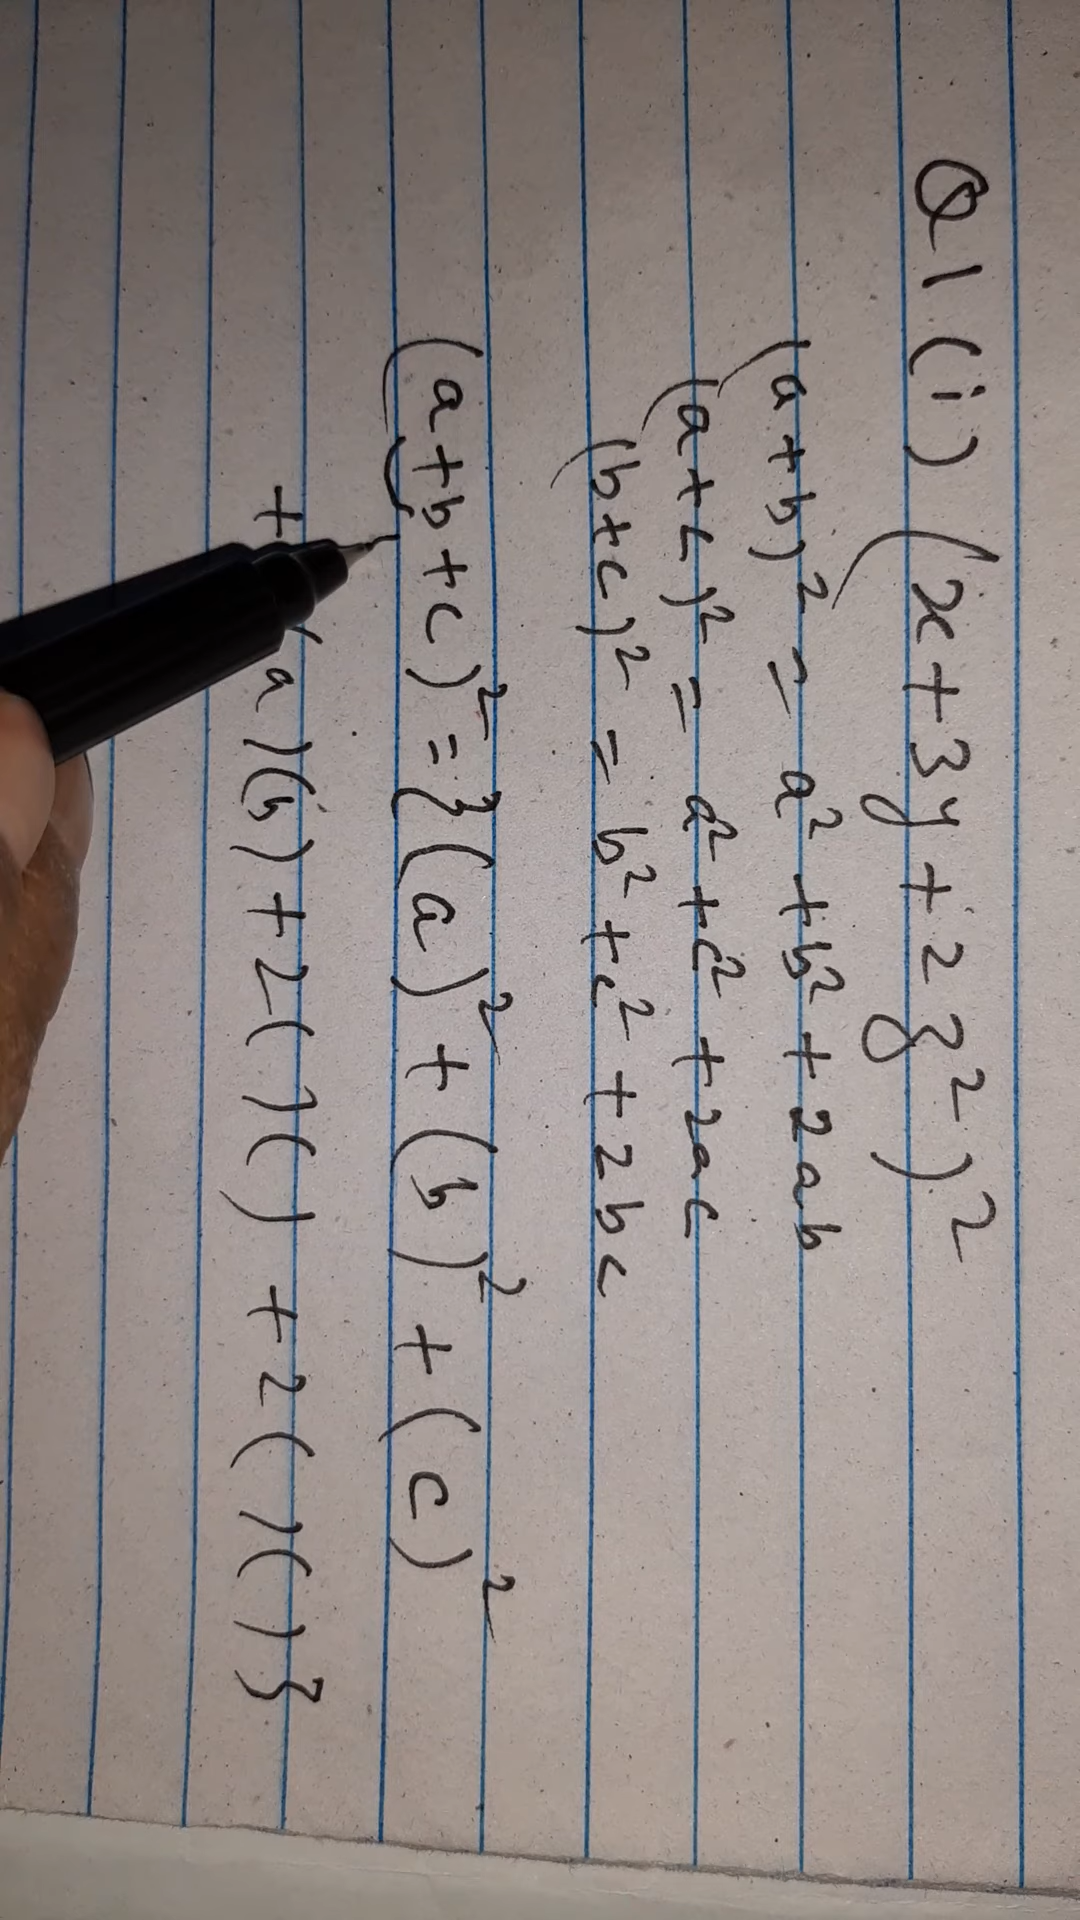 Q1 (i) (x+3y+2z²)²
(a+b)² = a² + b² + 2ab
(a+c)² = a² + c² + 2ac
(b+c)² = b² + c² + 2bc
(a+b+c)² = {(a)² + (b)² + (c)²
+ (a)(b) + 2( )( ) + 2( )( )}